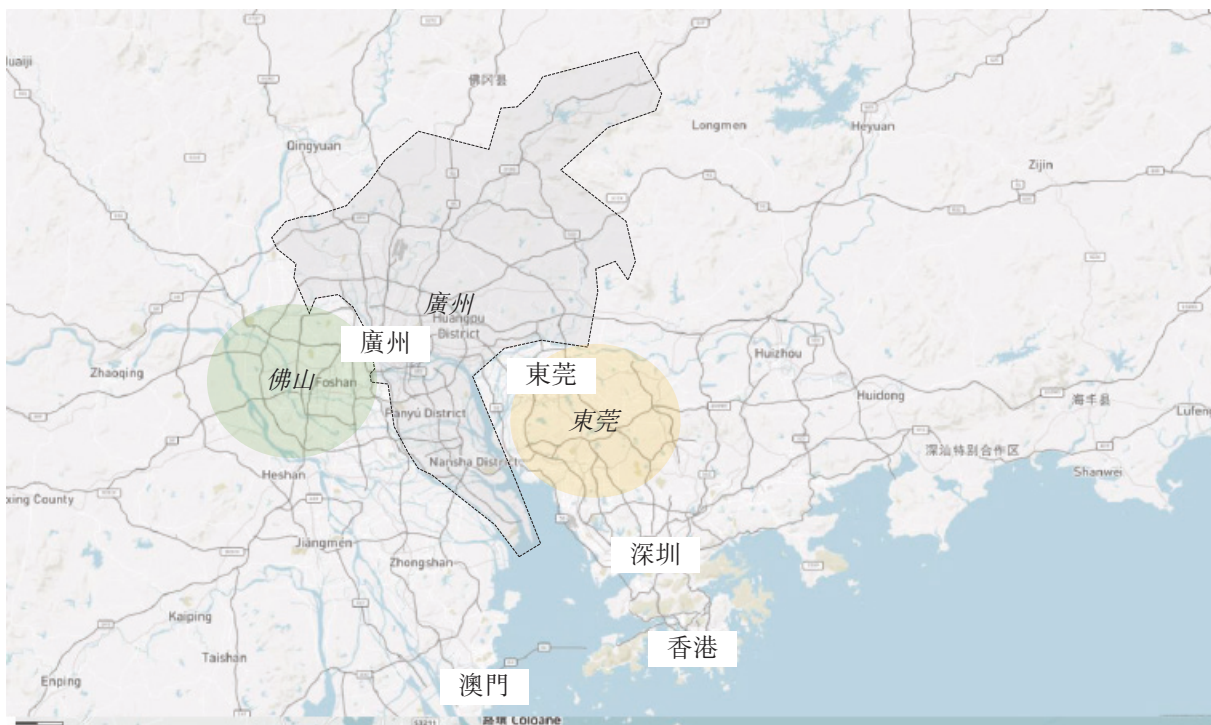 佛冈县
Longmen
Heyuan
Qingyuan
Zijin
廣州
Huangpu
District
廣州
Huizhou
Zhaoqing
佛山
Foshan
東莞
Huidong
海丰县
Panyu District
東莞
Lufeng
Nansha District
深汕特别合作区
Heshan
Shanwei
xing County
Jiangmen
深圳
Zhongshan
Kaiping
香港
Taishan
Enping
澳門
Coloane